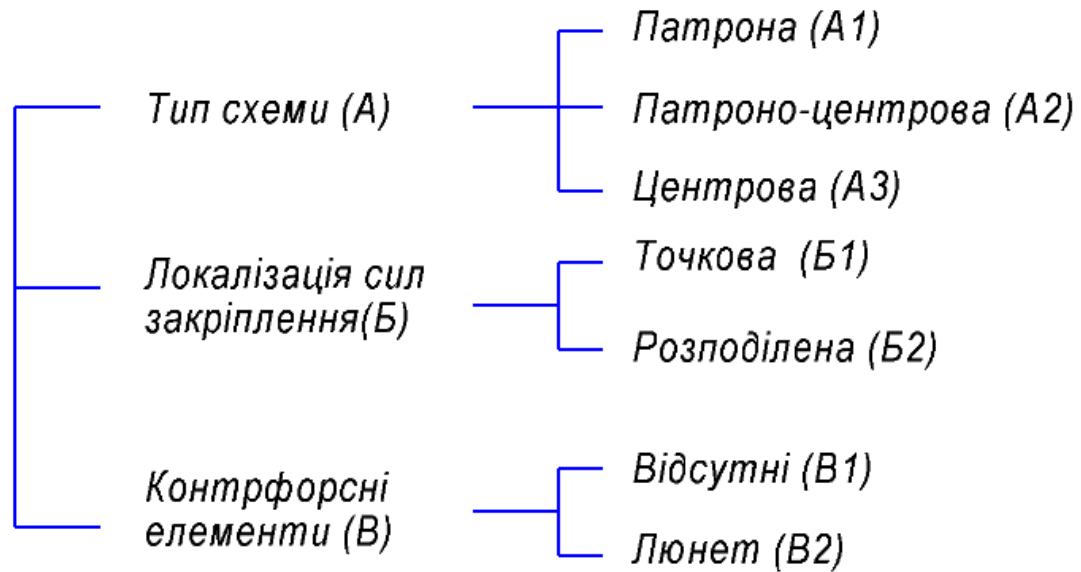 Патрона (А1)
Тип схеми (А)
Патроно-центрова (А2)
Центрова (А3)
Локалізація сил
закріплення(Б)
Точкова (Б1)
Розподілена (Б2)
Контрфорсні
елементи (В)
Відсутні (В1)
Люнет (В2)